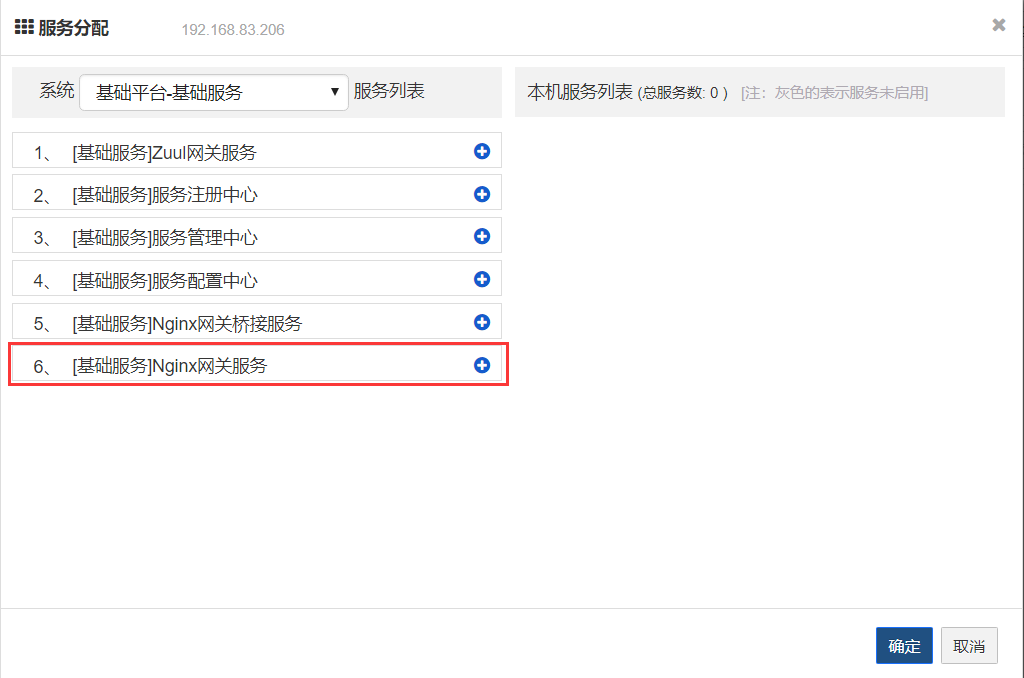 服务分配 192.168.83.206
系统 基础平台-基础服务 服务列表
1、 [基础服务]Zuul网关服务
2、 [基础服务]服务注册中心
3、 [基础服务]服务管理中心
4、 [基础服务]服务配置中心
5、 [基础服务]Nginx网关桥接服务
6、 [基础服务]Nginx网关服务
本机服务列表 (总服务数: 0 ) [注：灰色的表示服务未启用]
确定 取消